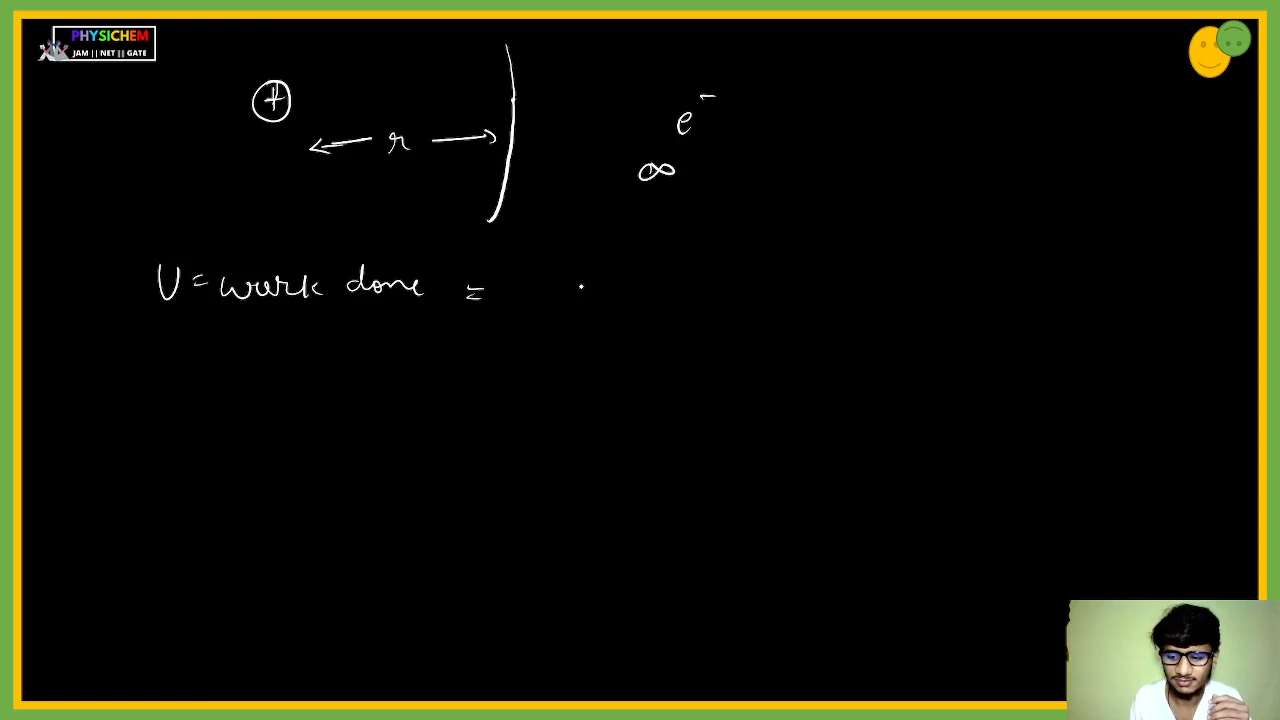 PHYSICHEM
JAM || NET || GATE
+
r
e⁻
∞
U = work done =